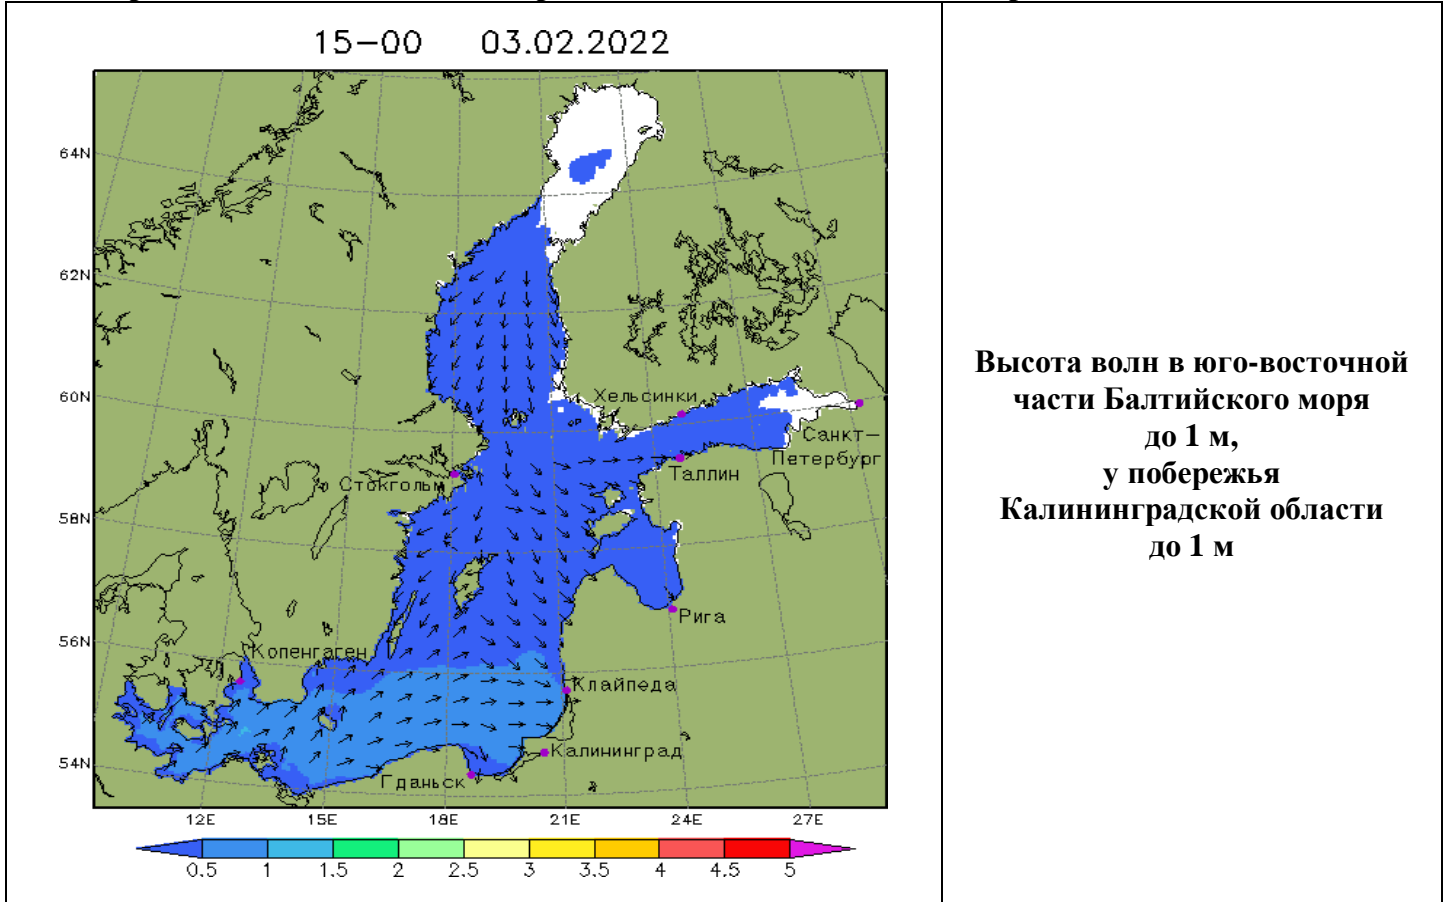 15-00 03.02.2022
64N
62N
60N
58N
56N
54N
Хельсинки
Санкт-
Петербург
Таллин
Стокгольм
Рига
Копенгаген
Клайпеда
Калининград
Гданьск
12E 15E 18E 21E 24E 27E
0.5 1 1.5 2 2.5 3 3.5 4 4.5 5
Высота волн в юго-восточной
части Балтийского моря
до 1 м,
у побережья
Калининградской области
до 1 м